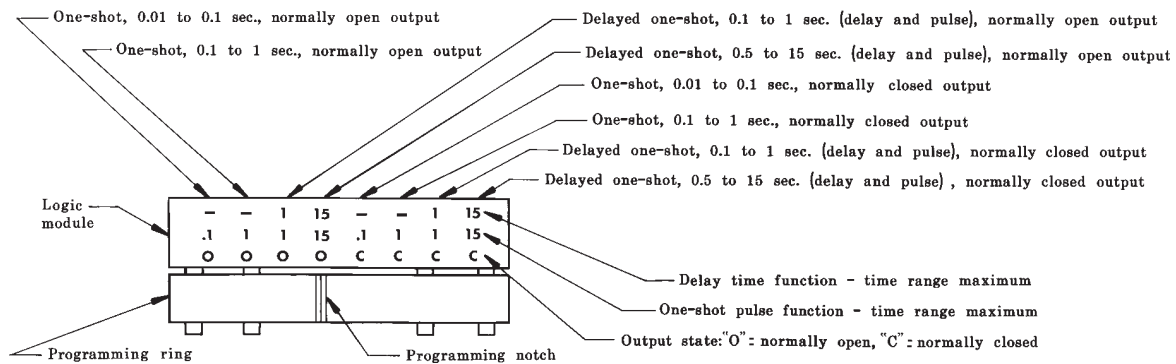 One-shot, 0.01 to 0.1 sec., normally open output
One-shot, 0.1 to 1 sec., normally open output
Delayed one-shot, 0.1 to 1 sec. (delay and pulse), normally open output
Delayed one-shot, 0.5 to 15 sec. (delay and pulse), normally open output
One-shot, 0.01 to 0.1 sec., normally closed output
One-shot, 0.1 to 1 sec., normally closed output
Delayed one-shot, 0.1 to 1 sec. (delay and pulse), normally closed output
Delayed one-shot, 0.5 to 15 sec. (delay and pulse) , normally closed output
Logic
module
– – 1 15 – – 1 15
.1 1 1 15 .1 1 1 15
O O O O C C C C
Delay time function - time range maximum
One-shot pulse function - time range maximum
Output state: "O" = normally open, "C" = normally closed
Programming ring
Programming notch